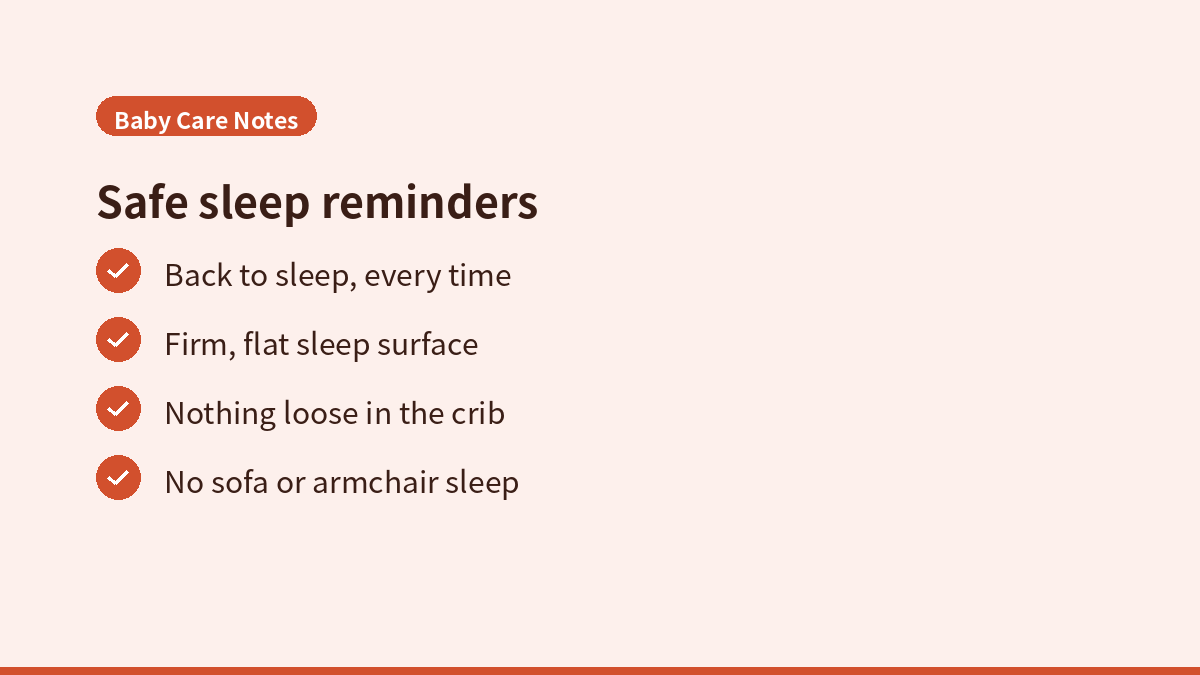 Baby Care Notes
Safe sleep reminders
Back to sleep, every time
Firm, flat sleep surface
Nothing loose in the crib
No sofa or armchair sleep